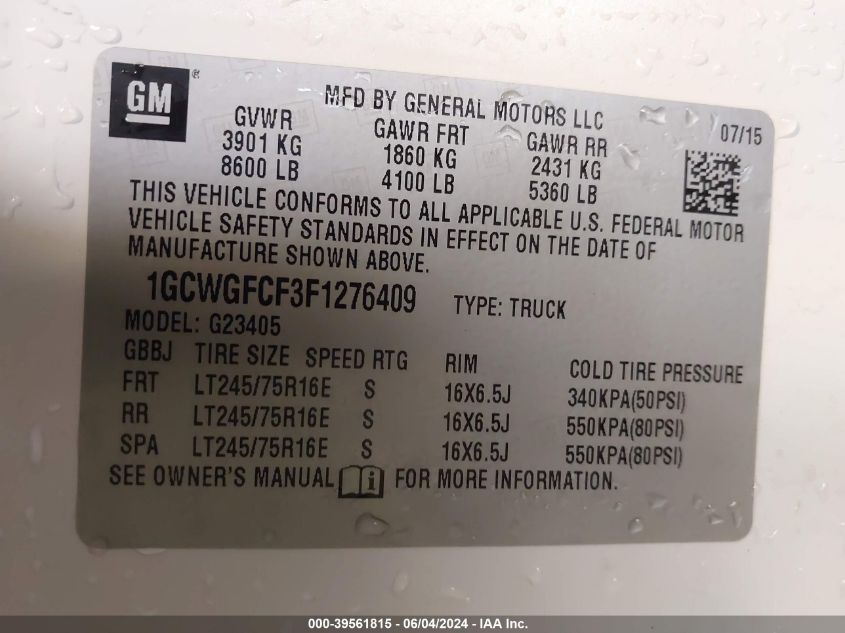 GM ®
MFD BY GENERAL MOTORS LLC
07/15
GVWR GAWR FRT GAWR RR
3901 KG 1860 KG 2431 KG
8600 LB 4100 LB 5360 LB
THIS VEHICLE CONFORMS TO ALL APPLICABLE U.S. FEDERAL MOTOR
VEHICLE SAFETY STANDARDS IN EFFECT ON THE DATE OF
MANUFACTURE SHOWN ABOVE.
1GCWGFCF3F1276409 TYPE: TRUCK
MODEL: G23405
GBBJ TIRE SIZE SPEED RTG RIM COLD TIRE PRESSURE
FRT LT245/75R16E S 16X6.5J 340KPA(50PSI)
RR LT245/75R16E S 16X6.5J 550KPA(80PSI)
SPA LT245/75R16E S 16X6.5J 550KPA(80PSI)
SEE OWNER'S MANUAL i FOR MORE INFORMATION.
000-39561815 - 06/04/2024 - IAA Inc.